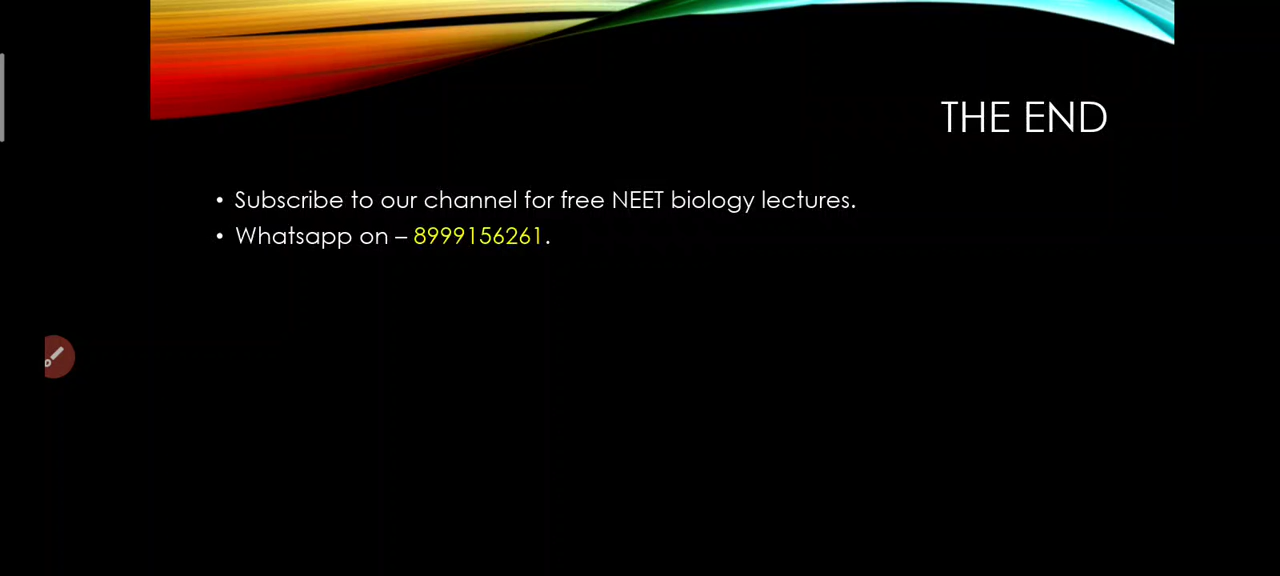 THE END
• Subscribe to our channel for free NEET biology lectures.
• Whatsapp on – 8999156261.